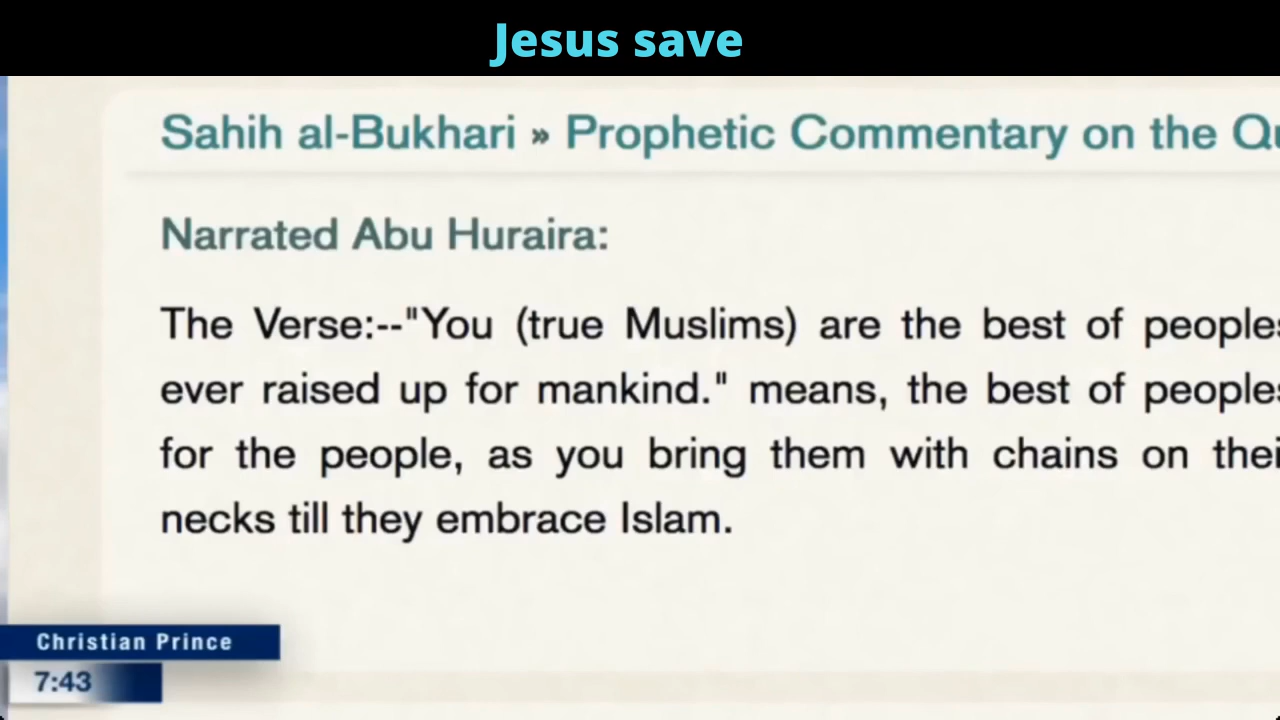 Jesus save
Sahih al-Bukhari » Prophetic Commentary on the
Narrated Abu Huraira:
The Verse:--"You (true Muslims) are the best of peoples
ever raised up for mankind." means, the best of peoples
for the people, as you bring them with chains on their
necks till they embrace Islam.
Christian Prince
7:43